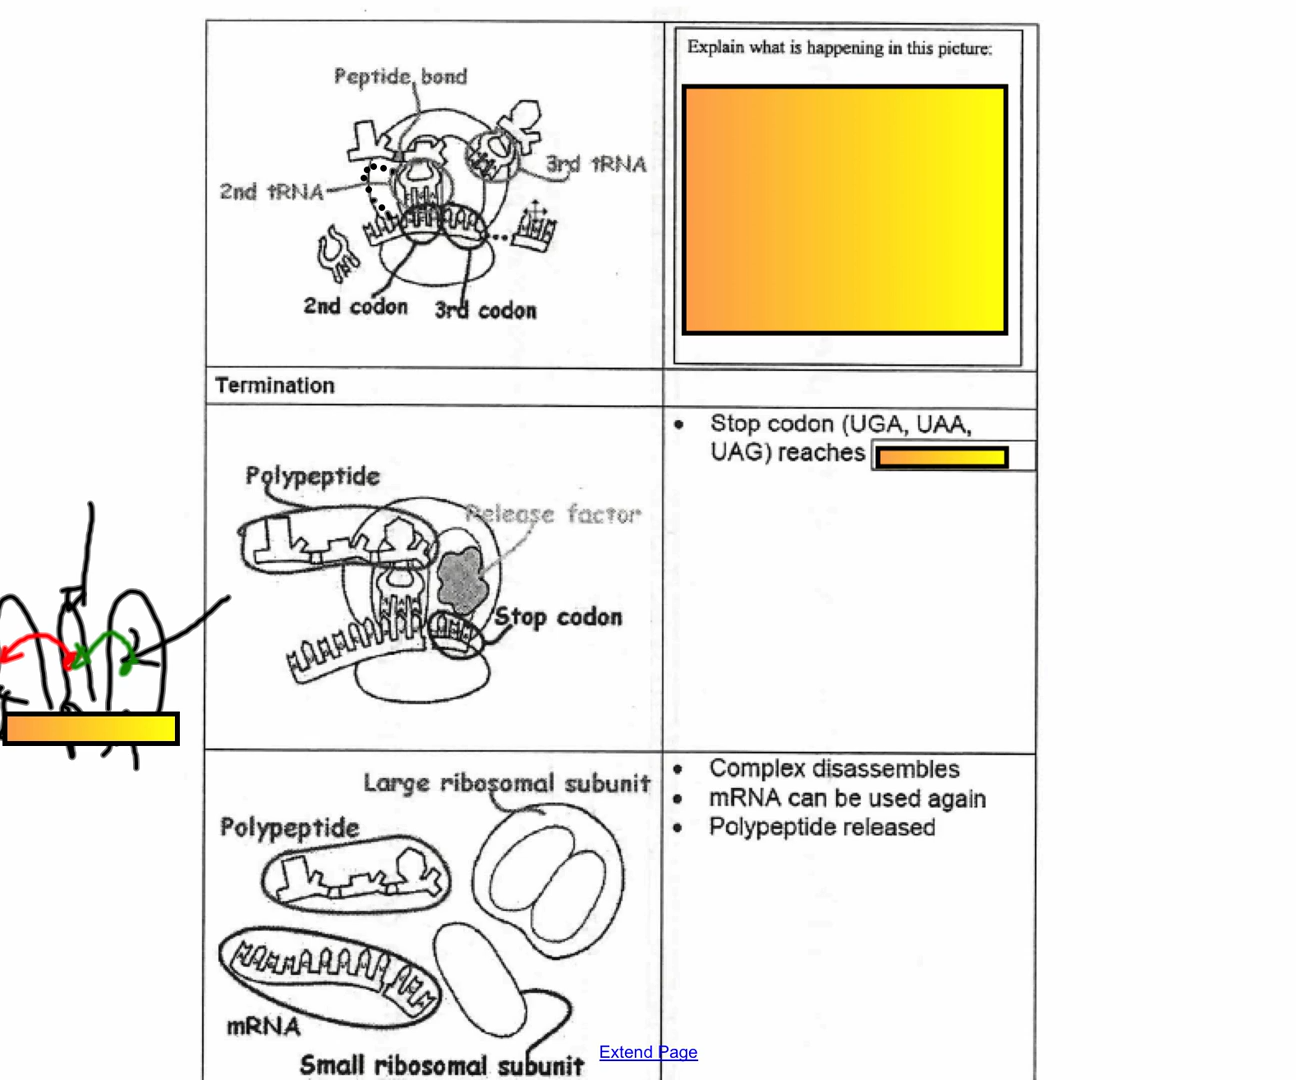 Explain what is happening in this picture:
Peptide bond
3rd tRNA
2nd tRNA
2nd codon
3rd codon
Termination
Stop codon (UGA, UAA,
UAG) reaches
Polypeptide
Release factor
Stop codon
Complex disassembles
mRNA can be used again
Polypeptide released
Large ribosomal subunit
Polypeptide
mRNA
Small ribosomal subunit
Extend Page